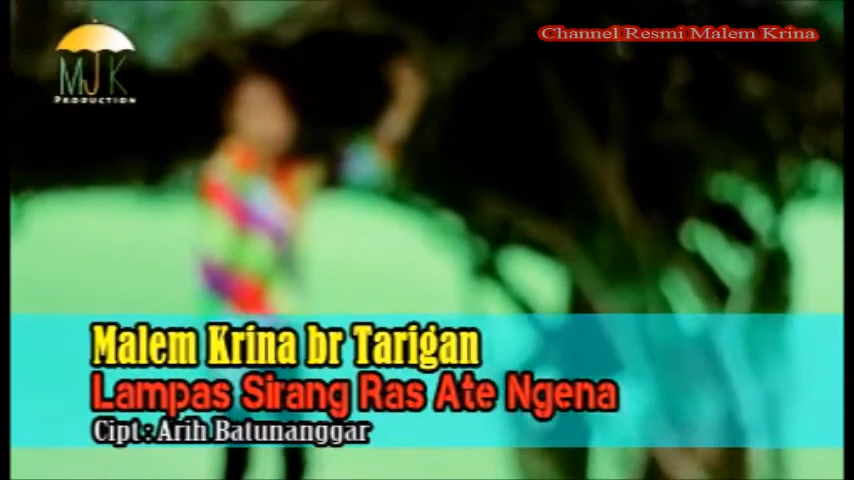 MJK
PRODUCTION
Channel Resmi Malem Krina
Malem Krina br Tarigan
Lampas Sirang Ras Ate Ngena
Cipt : Arih Batunanggar